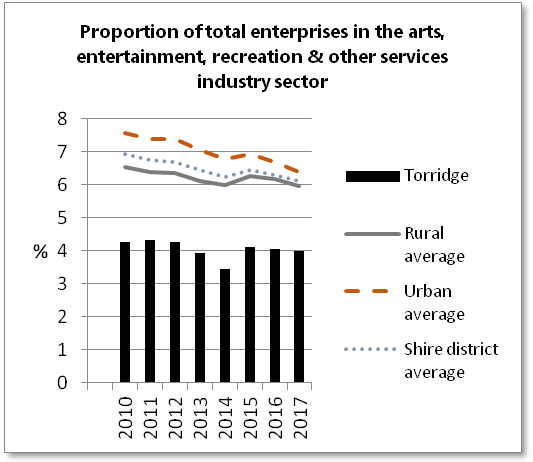 Proportion of total enterprises in the arts,
entertainment, recreation & other services
industry sector
8
7
6
5
4
3
2
1
0
%
2010
2011
2012
2013
2014
2015
2016
2017
Torridge
Rural
average
Urban
average
Shire district
average